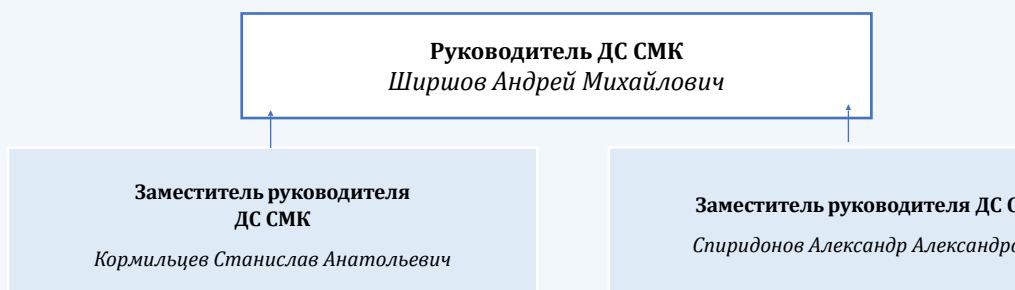 Руководитель ДС СМК
Ширшов Андрей Михайлович
Заместитель руководителя
ДС СМК
Кормильцев Станислав Анатольевич
Заместитель руководителя ДС
Спиридонов Александр